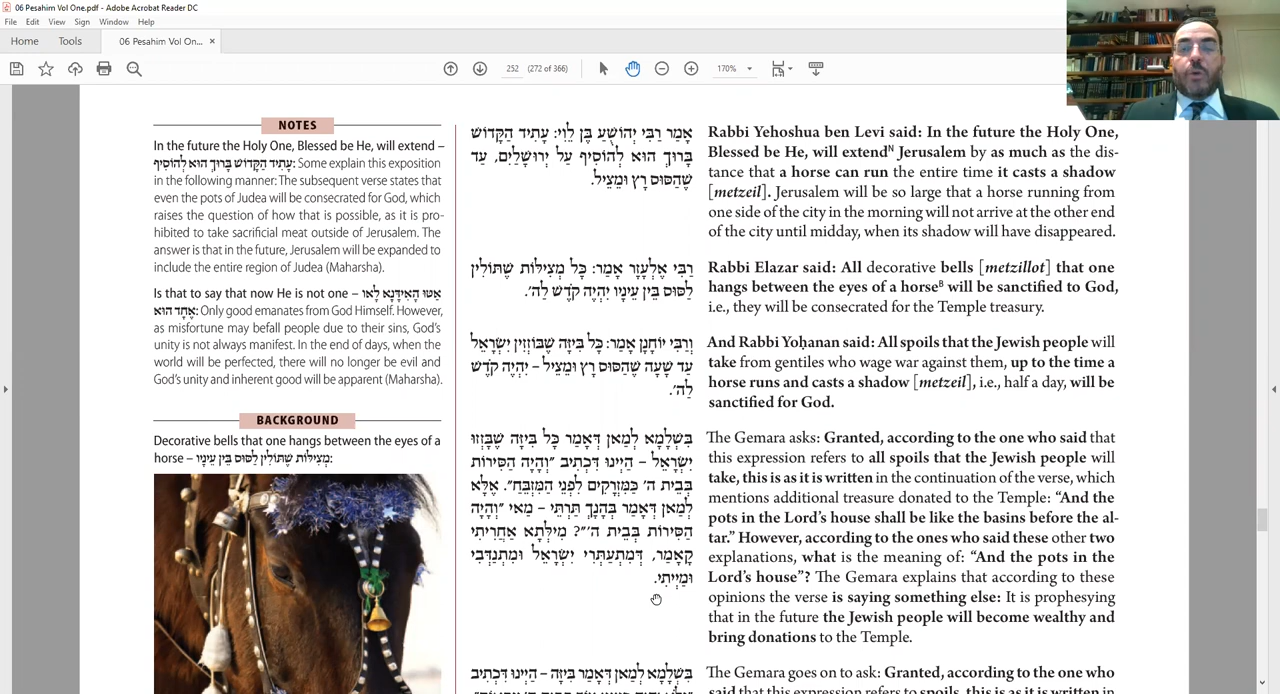 06 Pesahim Vol One.pdf - Adobe Acrobat Reader DC
File Edit View Sign Window Help
Home Tools 06 Pesahim Vol On... ×
252 (272 of 366) 170%
NOTES
In the future the Holy One, Blessed be He, will extend –
עָתִיד הַקָּדוֹשׁ בָּרוּךְ הוּא לְהוֹסִיף: Some explain this exposition
in the following manner: The subsequent verse states that
even the pots of Judea will be consecrated for God, which
raises the question of how that is possible, as it is pro-
hibited to take sacrificial meat outside of Jerusalem. The
answer is that in the future, Jerusalem will be expanded to
include the entire region of Judea (Maharsha).
Is that to say that now He is not one – אַטּוּ הָאִידָּנָא לָאו
אֶחָד הוּא: Only good emanates from God Himself. However,
as misfortune may befall people due to their sins, God's
unity is not always manifest. In the end of days, when the
world will be perfected, there will no longer be evil and
God's unity and inherent good will be apparent (Maharsha).
BACKGROUND
Decorative bells that one hangs between the eyes of a
horse – מְצִילּוֹת שֶׁתּוֹלִין לַסּוּס בֵּין עֵינָיו:
אָמַר רַבִּי יְהוֹשֻׁעַ בֶּן לֵוִי: עָתִיד הַקָּדוֹשׁ
בָּרוּךְ הוּא לְהוֹסִיף עַל יְרוּשָׁלַיִם, עַד
שֶׁהַסּוּס רָץ וּמֵצֵיל.
רַבִּי אֶלְעָזָר אָמַר: כׇּל מְצִילּוֹת שֶׁתּוֹלִין
לַסּוּס בֵּין עֵינָיו יִהְיֶה קֹדֶשׁ לַה׳.
וְרַבִּי יוֹחָנָן אָמַר: כׇּל בִּיזָּה שֶׁבּוֹזְזִין יִשְׂרָאֵל
עַד שָׁעָה שֶׁהַסּוּס רָץ וּמֵצֵיל – יִהְיֶה קֹדֶשׁ
לַה׳.
בִּשְׁלָמָא לְמַאן דְּאָמַר כׇּל בִּיזָּה שֶׁבָּזְזוּ
יִשְׂרָאֵל – הַיְינוּ דִּכְתִיב ״וְהָיָה הַסִּירוֹת
בְּבֵית ה׳ כַּמִּזְרָקִים לִפְנֵי הַמִּזְבֵּחַ״. אֶלָּא
לְמַאן דְּאָמַר בְּהָנָךְ תַּרְתֵּי – מַאי ״וְהָיָה
הַסִּירוֹת בְּבֵית ה׳״? מִילְּתָא אַחֲרִיתִי
קָאָמַר, דְּמִתְעַתְּרִי יִשְׂרָאֵל וּמִתְנַדְּבִי
וּמַיְיתִי.
בִּשְׁלָמָא לְמַאן דְּאָמַר בִּיזָּה – הַיְינוּ דִּכְתִיב
Rabbi Yehoshua ben Levi said: In the future the Holy One,
Blessed be He, will extendᴺ Jerusalem by as much as the dis-
tance that a horse can run the entire time it casts a shadow
[metzeil]. Jerusalem will be so large that a horse running from
one side of the city in the morning will not arrive at the other end
of the city until midday, when its shadow will have disappeared.
Rabbi Elazar said: All decorative bells [metzillot] that one
hangs between the eyes of a horseᴮ will be sanctified to God,
i.e., they will be consecrated for the Temple treasury.
And Rabbi Yoḥanan said: All spoils that the Jewish people will
take from gentiles who wage war against them, up to the time a
horse runs and casts a shadow [metzeil], i.e., half a day, will be
sanctified for God.
The Gemara asks: Granted, according to the one who said that
this expression refers to all spoils that the Jewish people will
take, this is as it is written in the continuation of the verse, which
mentions additional treasure donated to the Temple: “And the
pots in the Lord's house shall be like the basins before the al-
tar.” However, according to the ones who said these other two
explanations, what is the meaning of: “And the pots in the
Lord's house”? The Gemara explains that according to these
opinions the verse is saying something else: It is prophesying
that in the future the Jewish people will become wealthy and
bring donations to the Temple.
The Gemara goes on to ask: Granted, according to the one who
said that this expression refers to spoils, this is as it is written in